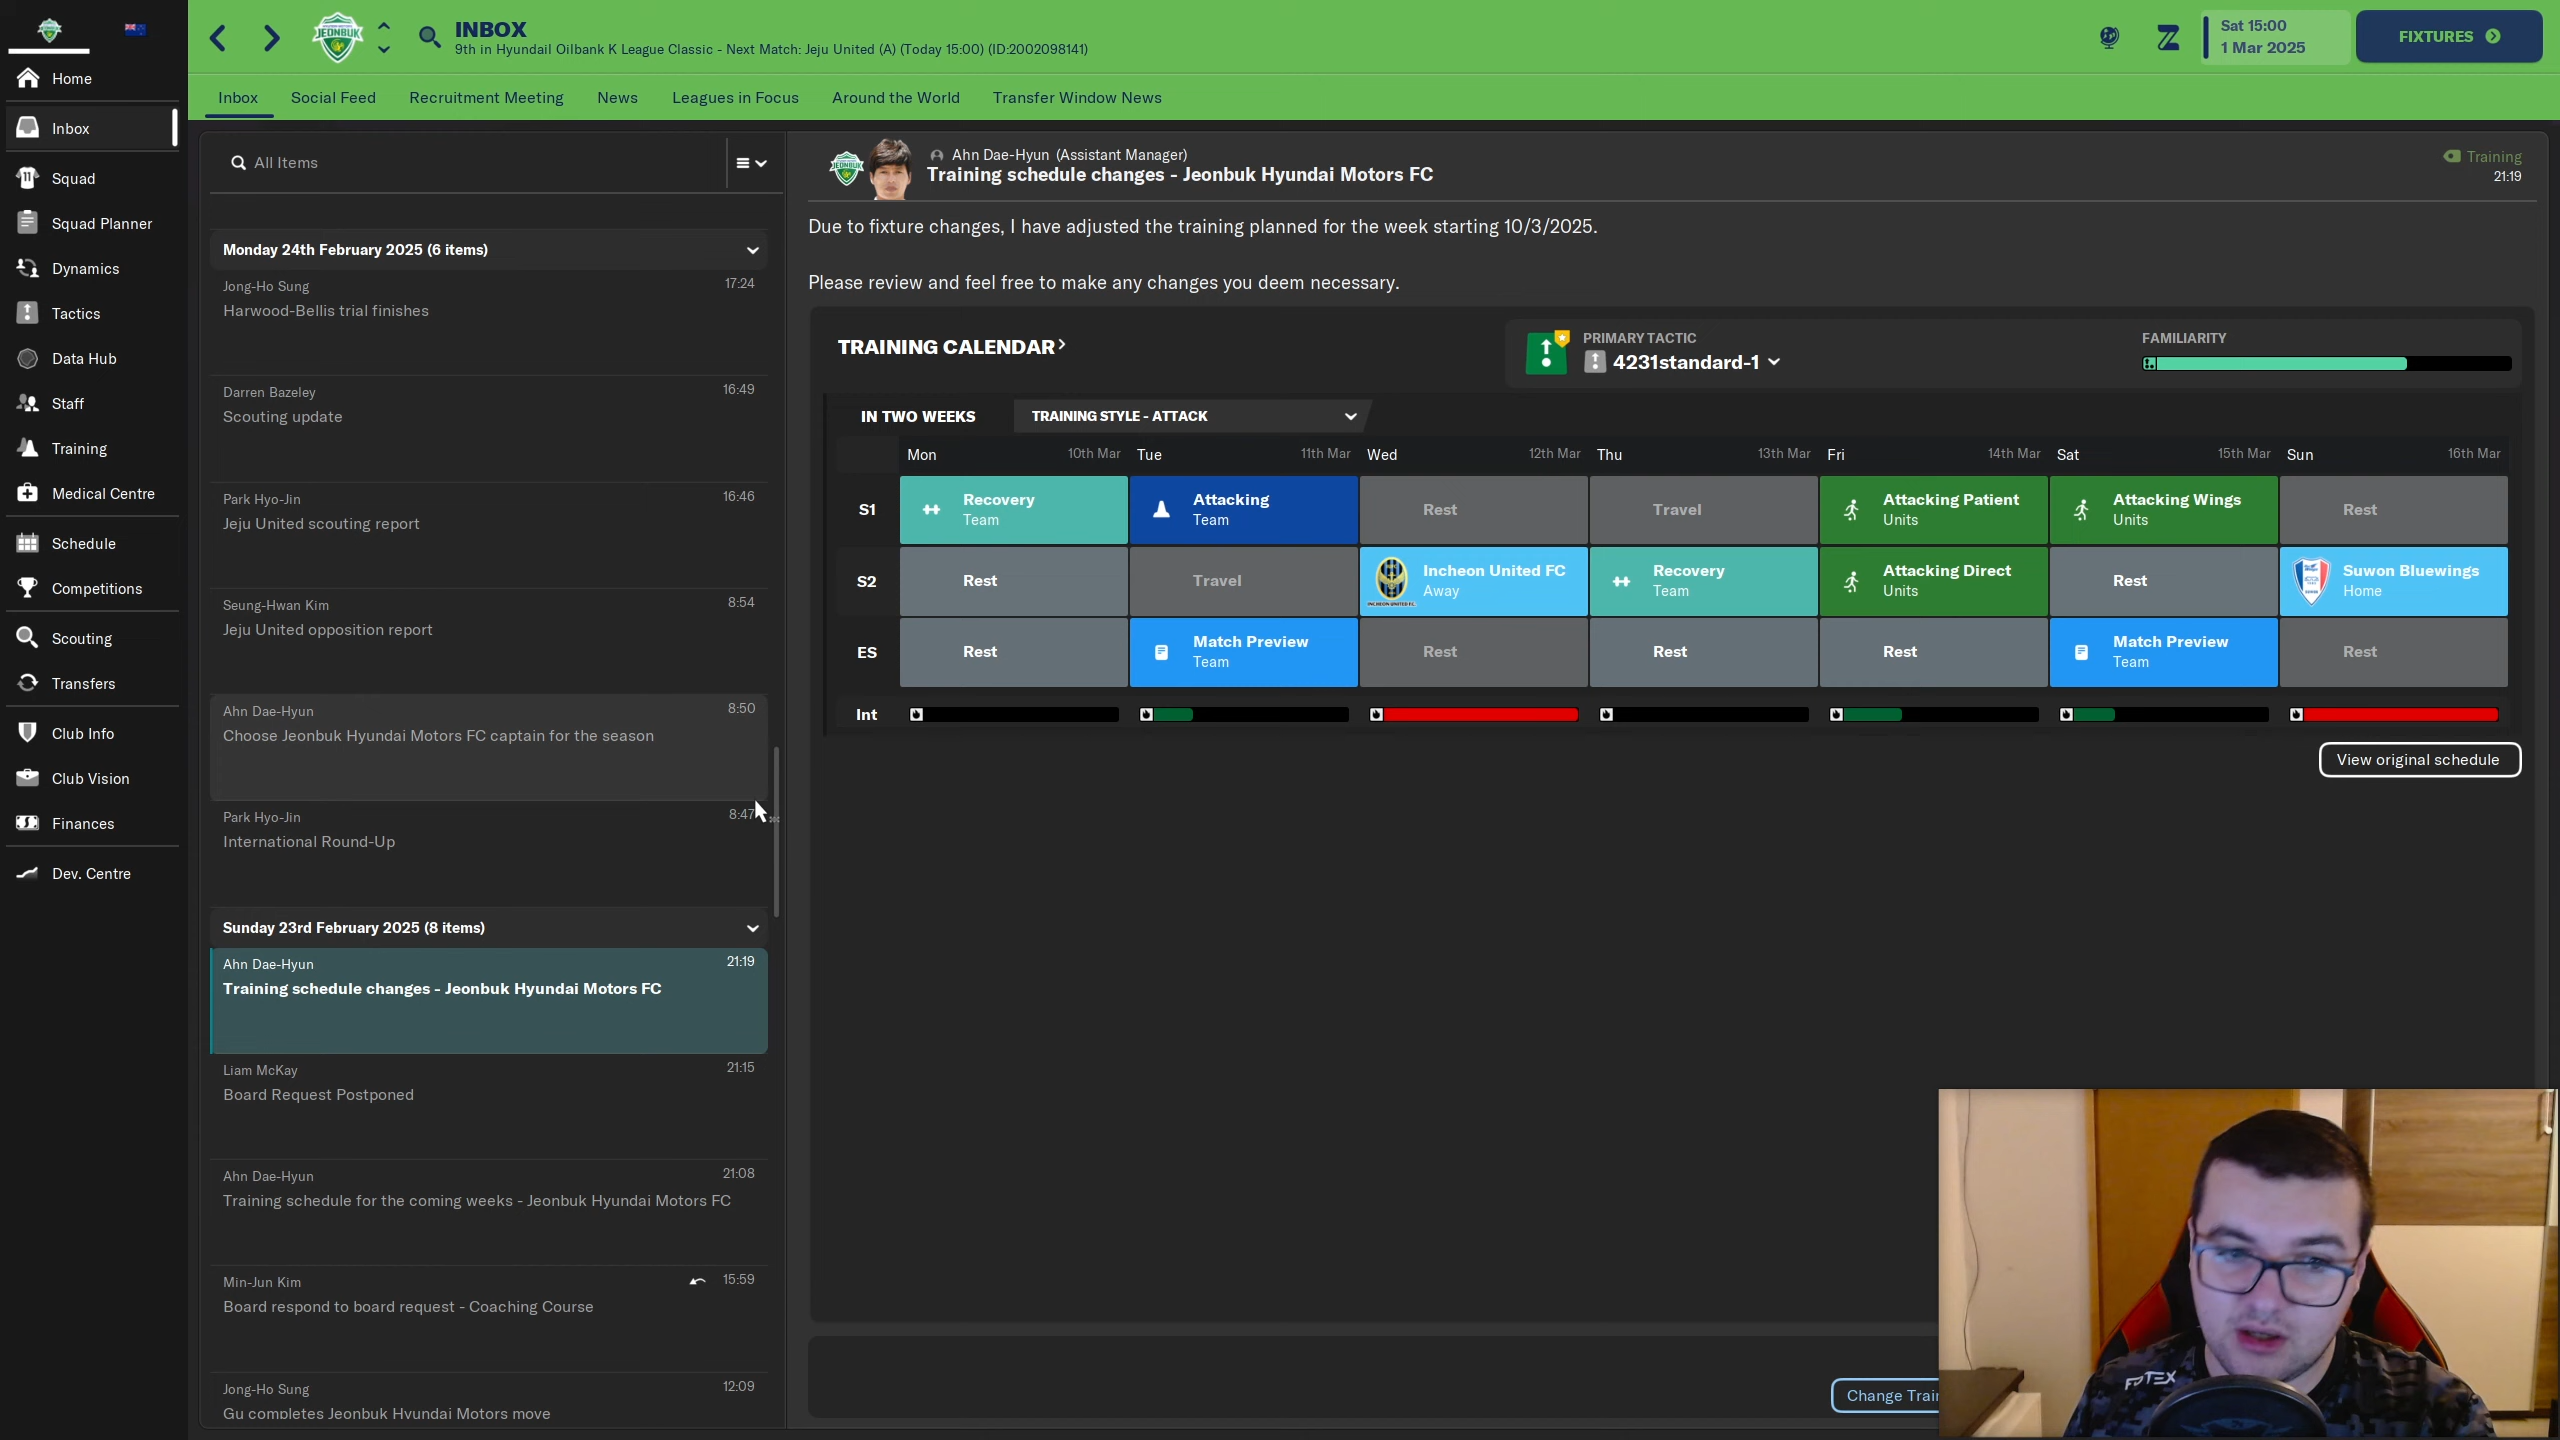 INBOX
9th in Hyundail Oilbank K League Classic - Next Match: Jeju United (A) (Today 15:00) (ID:2002098141)
Sat 15:00
1 Mar 2025
FIXTURES
Inbox
Social Feed
Recruitment Meeting
News
Leagues in Focus
Around the World
Transfer Window News
Home
Inbox
Squad
Squad Planner
Dynamics
Tactics
Data Hub
Staff
Training
Medical Centre
Schedule
Competitions
Scouting
Transfers
Club Info
Club Vision
Finances
Dev. Centre
All Items
Monday 24th February 2025 (6 items)
Jong-Ho Sung 17:24
Harwood-Bellis trial finishes
Darren Bazeley 16:49
Scouting update
Park Hyo-Jin 16:46
Jeju United scouting report
Seung-Hwan Kim 8:54
Jeju United opposition report
Ahn Dae-Hyun 8:50
Choose Jeonbuk Hyundai Motors FC captain for the season
Park Hyo-Jin 8:47
International Round-Up
Sunday 23rd February 2025 (8 items)
Ahn Dae-Hyun 21:19
Training schedule changes - Jeonbuk Hyundai Motors FC
Liam McKay 21:15
Board Request Postponed
Ahn Dae-Hyun 21:08
Training schedule for the coming weeks - Jeonbuk Hyundai Motors FC
Min-Jun Kim 15:59
Board respond to board request - Coaching Course
Jong-Ho Sung 12:09
Gu completes Jeonbuk Hyundai Motors move
Ahn Dae-Hyun (Assistant Manager)
Training schedule changes - Jeonbuk Hyundai Motors FC
Training
21:19
Due to fixture changes, I have adjusted the training planned for the week starting 10/3/2025.
Please review and feel free to make any changes you deem necessary.
TRAINING CALENDAR
PRIMARY TACTIC
4231standard-1
FAMILIARITY
IN TWO WEEKS
TRAINING STYLE - ATTACK
Mon 10th Mar Tue 11th Mar Wed 12th Mar Thu 13th Mar Fri 14th Mar Sat 15th Mar Sun 16th Mar
S1
Recovery
Team
Attacking
Team
Rest
Travel
Attacking Patient
Units
Attacking Wings
Units
Rest
S2
Rest
Travel
Incheon United FC
Away
Recovery
Team
Attacking Direct
Units
Rest
Suwon Bluewings
Home
ES
Rest
Match Preview
Team
Rest
Rest
Rest
Match Preview
Team
Rest
Int
View original schedule
Change Trai
JEONBUK